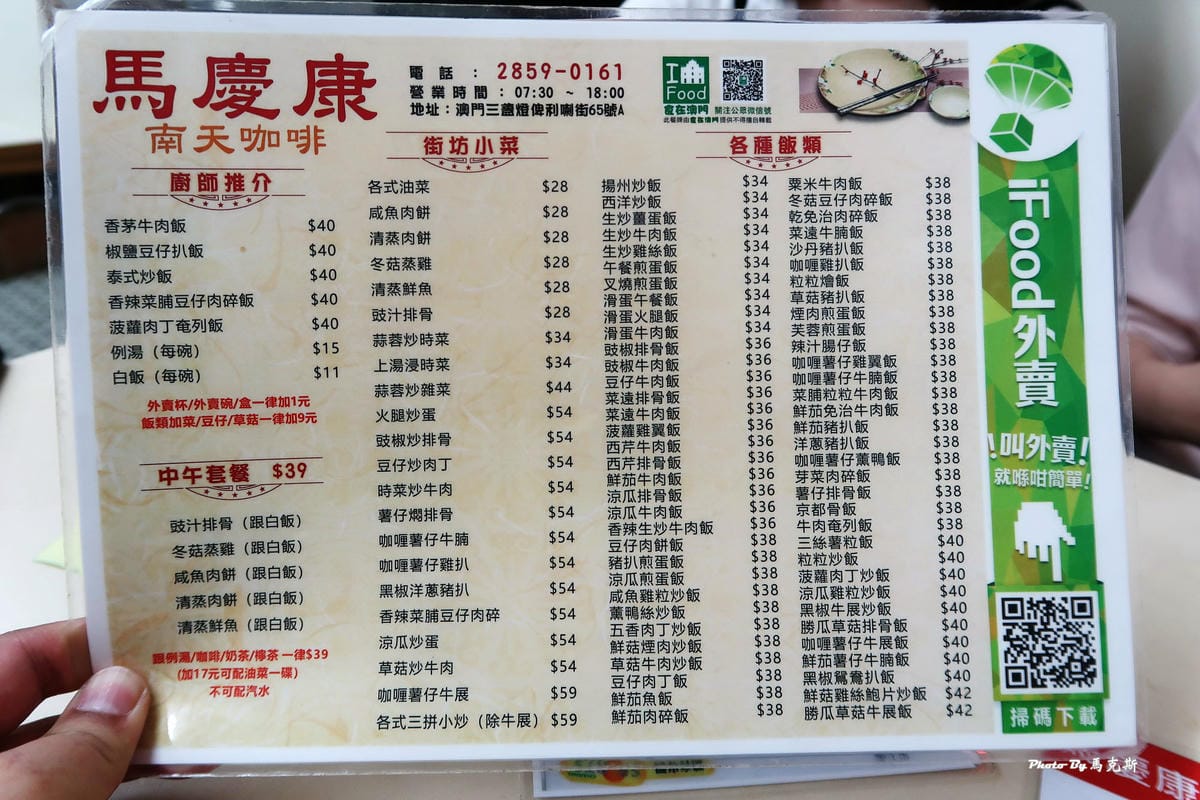 馬慶康
南天咖啡
電話：2859-0161
營業時間：07:30 ~ 18:00
地址：澳門三盞燈俾利喇街65號A
I Food
食在澳門
關注公眾微信號
此餐牌由食在澳門提供不得擅自轉載
廚師推介
香茅牛肉飯 $40
椒鹽豆仔扒飯 $40
泰式炒飯 $40
香辣菜脯豆仔肉碎飯 $40
菠蘿肉丁奄列飯 $40
例湯（每碗） $15
白飯（每碗） $11
外賣杯/外賣碗/盒一律加1元
飯類加菜/豆仔/草菇一律加9元
中午套餐 $39
豉汁排骨（跟白飯）
冬菇蒸雞（跟白飯）
咸魚肉餅（跟白飯）
清蒸肉餅（跟白飯）
清蒸鮮魚（跟白飯）
跟例湯/咖啡/奶茶/檸茶 一律$39
(加17元可配油菜一碟)
不可配汽水
街坊小菜
各式油菜 $28
咸魚肉餅 $28
清蒸肉餅 $28
冬菇蒸雞 $28
清蒸鮮魚 $28
豉汁排骨 $28
蒜蓉炒時菜 $34
上湯浸時菜 $34
蒜蓉炒雜菜 $44
火腿炒蛋 $54
豉椒炒排骨 $54
豆仔炒肉丁 $54
時菜炒牛肉 $54
薯仔燜排骨 $54
咖喱薯仔牛腩 $54
咖喱薯仔雞扒 $54
黑椒洋蔥豬扒 $54
香辣菜脯豆仔肉碎 $54
涼瓜炒蛋 $54
草菇炒牛肉 $54
咖喱薯仔牛展 $59
各式三拼小炒（除牛展） $59
各種飯類
揚州炒飯 $34
西洋炒飯 $34
生炒薑蛋飯 $34
生炒牛肉飯 $34
生炒雞絲飯 $34
午餐煎蛋飯 $34
叉燒煎蛋飯 $34
滑蛋午餐飯 $34
滑蛋火腿飯 $34
滑蛋牛肉飯 $34
豉椒排骨飯 $36
豉椒牛肉飯 $36
豆仔牛肉飯 $36
菜遠排骨飯 $36
菜遠牛肉飯 $36
菠蘿雞翼飯 $36
西芹牛肉飯 $36
西芹排骨飯 $36
鮮茄牛肉飯 $36
涼瓜排骨飯 $36
涼瓜牛肉飯 $36
香辣生炒牛肉飯 $36
豆仔肉餅飯 $38
豬扒煎蛋飯 $38
涼瓜煎蛋飯 $38
咸魚雞粒炒飯 $38
薰鴨絲炒飯 $38
五香肉丁炒飯 $38
鮮菇煙肉炒飯 $38
草菇牛肉炒飯 $38
豆仔肉丁飯 $38
鮮茄魚飯 $38
鮮茄肉碎飯 $38
粟米牛肉飯 $38
冬菇豆仔肉碎飯 $38
乾免治肉碎飯 $38
菜遠牛腩飯 $38
沙丹豬扒飯 $38
咖喱雞扒飯 $38
粒粒燴飯 $38
草菇豬扒飯 $38
煙肉煎蛋飯 $38
芙蓉煎蛋飯 $38
辣汁腸仔飯 $38
咖喱薯仔雞翼飯 $38
咖喱薯仔牛腩飯 $38
菜脯粒粒牛肉飯 $38
鮮茄免治牛肉飯 $38
鮮茄豬扒飯 $38
洋蔥豬扒飯 $38
咖喱薯仔薰鴨飯 $38
芽菜肉碎飯 $38
薯仔排骨飯 $38
京都骨飯 $38
牛肉奄列飯 $38
三絲薯粒飯 $40
粒粒炒飯 $40
菠蘿肉丁炒飯 $40
涼瓜雞粒炒飯 $40
黑椒牛展炒飯 $40
勝瓜草菇排骨飯 $40
咖喱薯仔牛展飯 $40
鮮茄薯仔牛腩飯 $40
黑椒鴛鴦扒飯 $40
鮮菇雞絲鮑片炒飯 $42
勝瓜草菇牛展飯 $42
iFood外賣
!叫外賣!
就喺咁簡單!
掃碼下載
Photo By 馬克斯
慶康